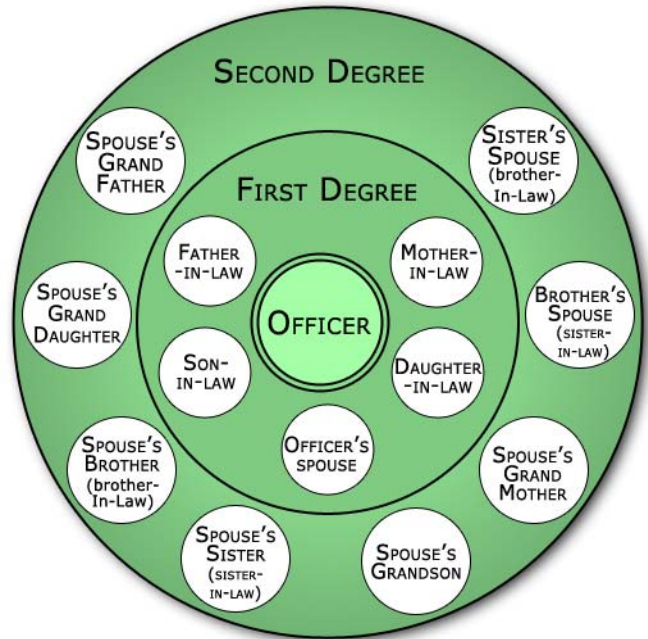 SECOND DEGREE
SPOUSE'S
GRAND
FATHER
SISTER'S
SPOUSE
(brother-
In-Law)
FIRST DEGREE
FATHER
-IN-LAW
MOTHER-
IN-LAW
SPOUSE'S
GRAND
DAUGHTER
OFFICER
BROTHER'S
SPOUSE
(SISTER-
IN-LAW)
SON-
IN-LAW
DAUGHTER
-IN-LAW
OFFICER'S
SPOUSE
SPOUSE'S
BROTHER
(brother-
In-Law)
SPOUSE'S
GRAND
MOTHER
SPOUSE'S
SISTER
(SISTER-
IN-LAW)
SPOUSE'S
GRANDSON